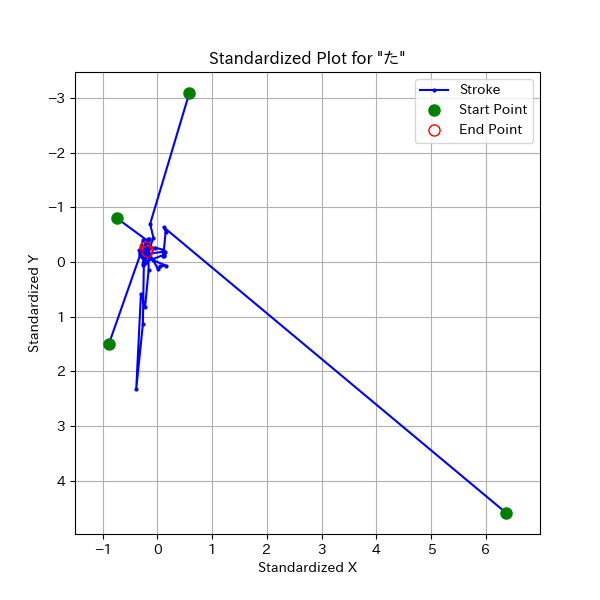 Standardized Plot for "た"
Stroke
Start Point
End Point
−3
−2
−1
0
1
2
3
4
Standardized Y
−1 0 1 2 3 4 5 6
Standardized X